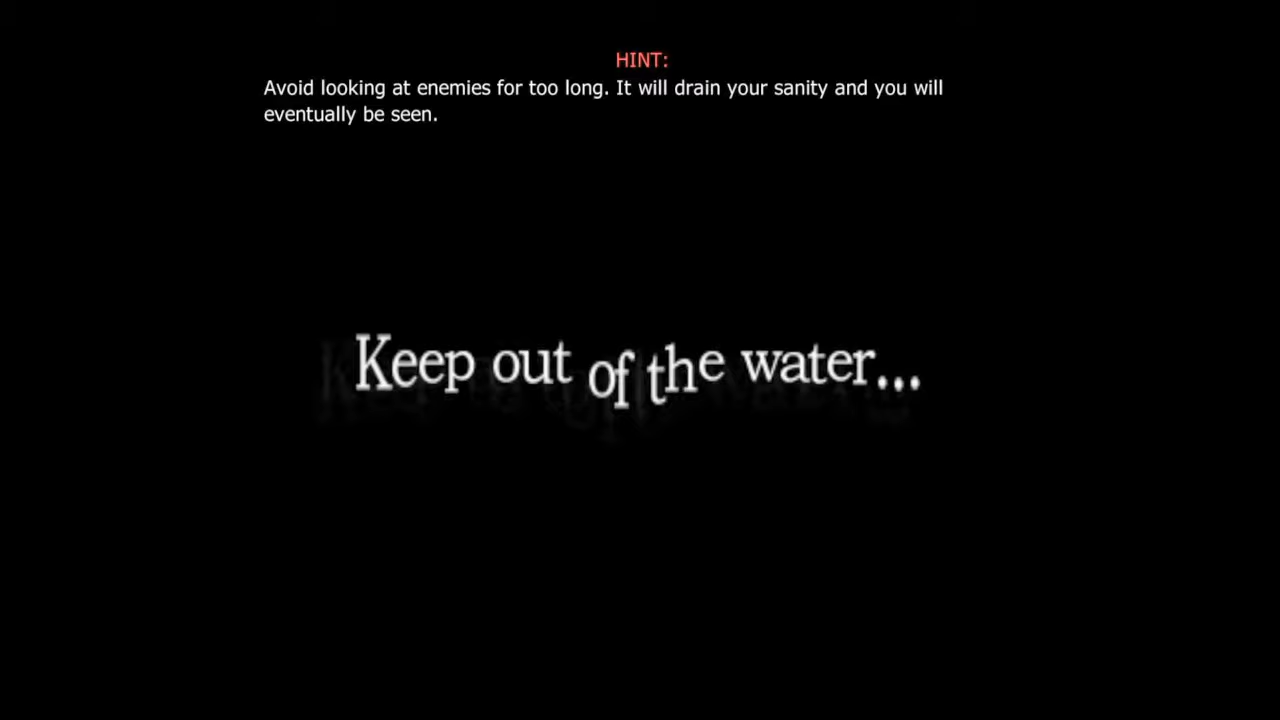 HINT:
Avoid looking at enemies for too long. It will drain your sanity and you will
eventually be seen.
Keep out of the water...